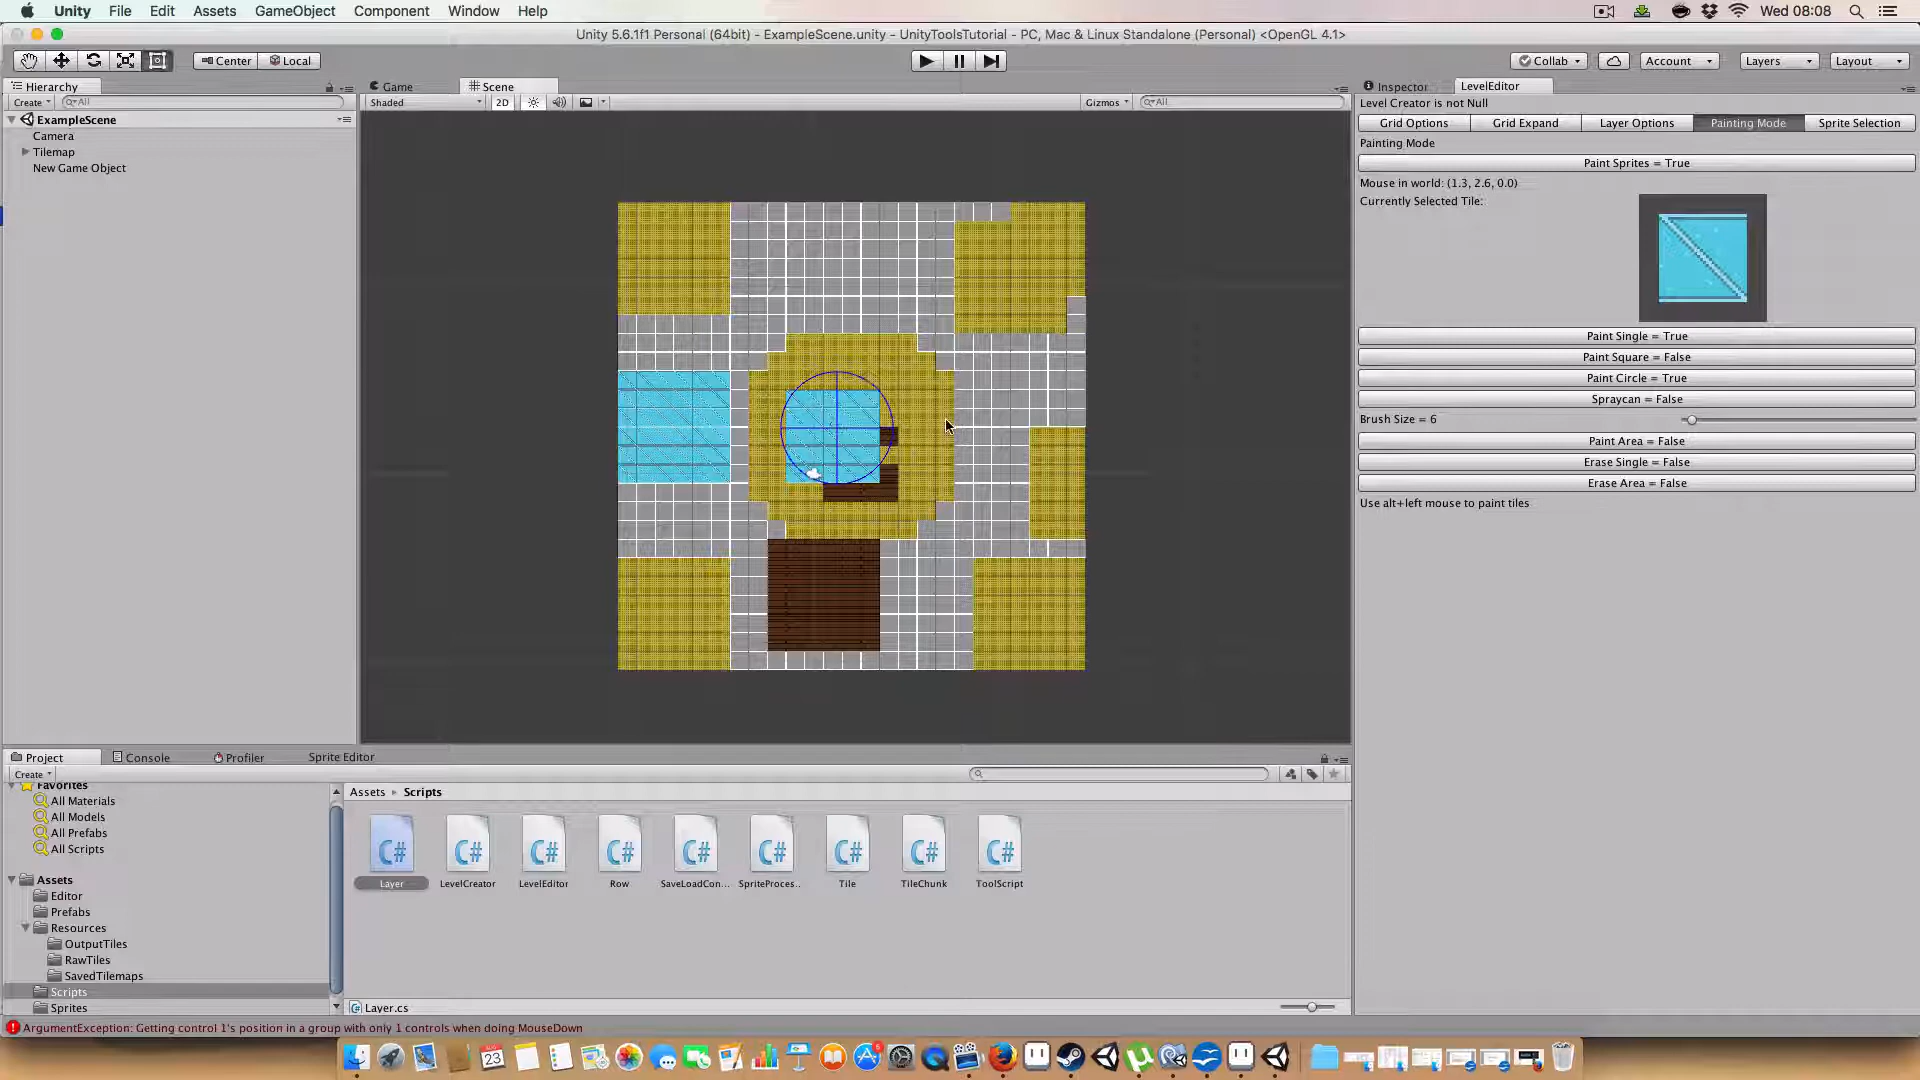 Unity File Edit Assets GameObject Component Window Help
Wed 08:08
Unity 5.6.1f1 Personal (64bit) - ExampleScene.unity - UnityToolsTutorial - PC, Mac & Linux Standalone (Personal) <OpenGL 4.1>
Center Local
Collab Account Layers Layout
Hierarchy
Create All
ExampleScene
Camera
Tilemap
New Game Object
Game Scene
Shaded 2D Gizmos All
Inspector LevelEditor
Level Creator is not Null
Grid Options Grid Expand Layer Options Painting Mode Sprite Selection
Painting Mode
Paint Sprites = True
Mouse in world: (1.3, 2.6, 0.0)
Currently Selected Tile:
Paint Single = True
Paint Square = False
Paint Circle = True
Spraycan = False
Brush Size = 6
Paint Area = False
Erase Single = False
Erase Area = False
Use alt+left mouse to paint tiles
Project Console Profiler Sprite Editor
Create
Favorites
All Materials
All Models
All Prefabs
All Scripts
Assets
Editor
Prefabs
Resources
OutputTiles
RawTiles
SavedTilemaps
Scripts
Sprites
Assets Scripts
C# C# C# C# C# C# C# C# C#
Layer LevelCreator LevelEditor Row SaveLoadCon... SpriteProces... Tile TileChunk ToolScript
Layer.cs
ArgumentException: Getting control 1's position in a group with only 1 controls when doing MouseDown
23